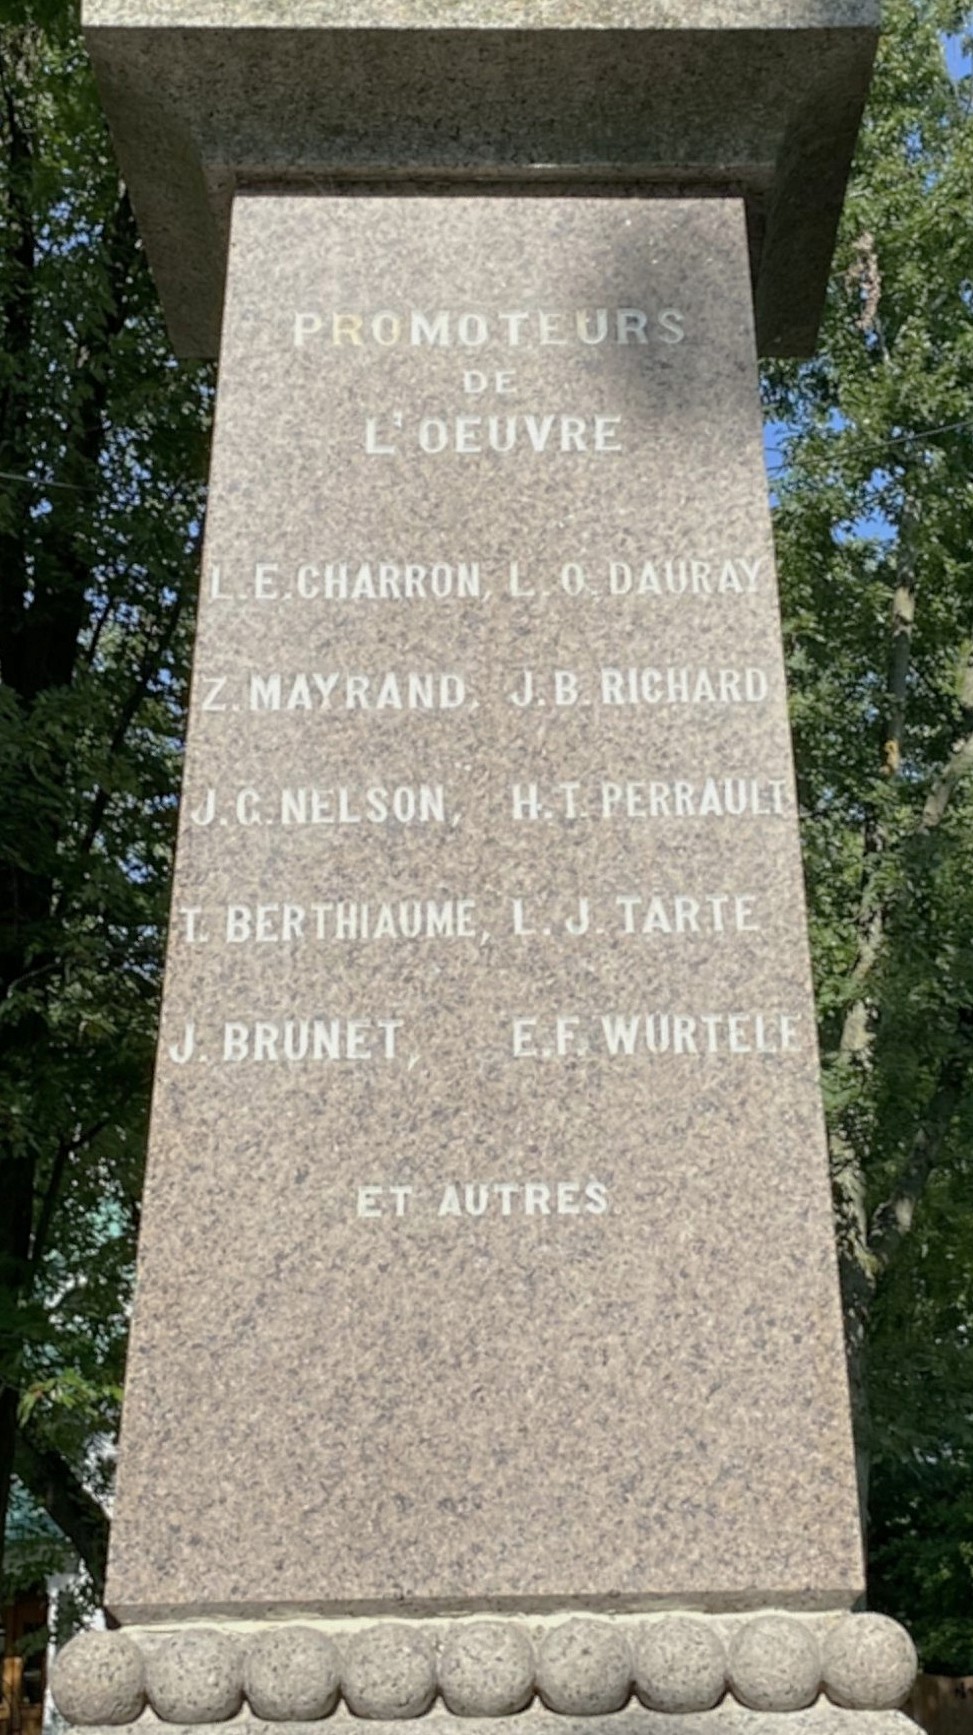 PROMOTEURS
DE
L'OEUVRE
L.E.CHARRON, L.O.DAURAY
Z.MAYRAND, J.B.RICHARD
J.G.NELSON, H.T.PERRAULT
T.BERTHIAUME, L.J.TARTE
J.BRUNET, E.F.WURTELE
ET AUTRES.